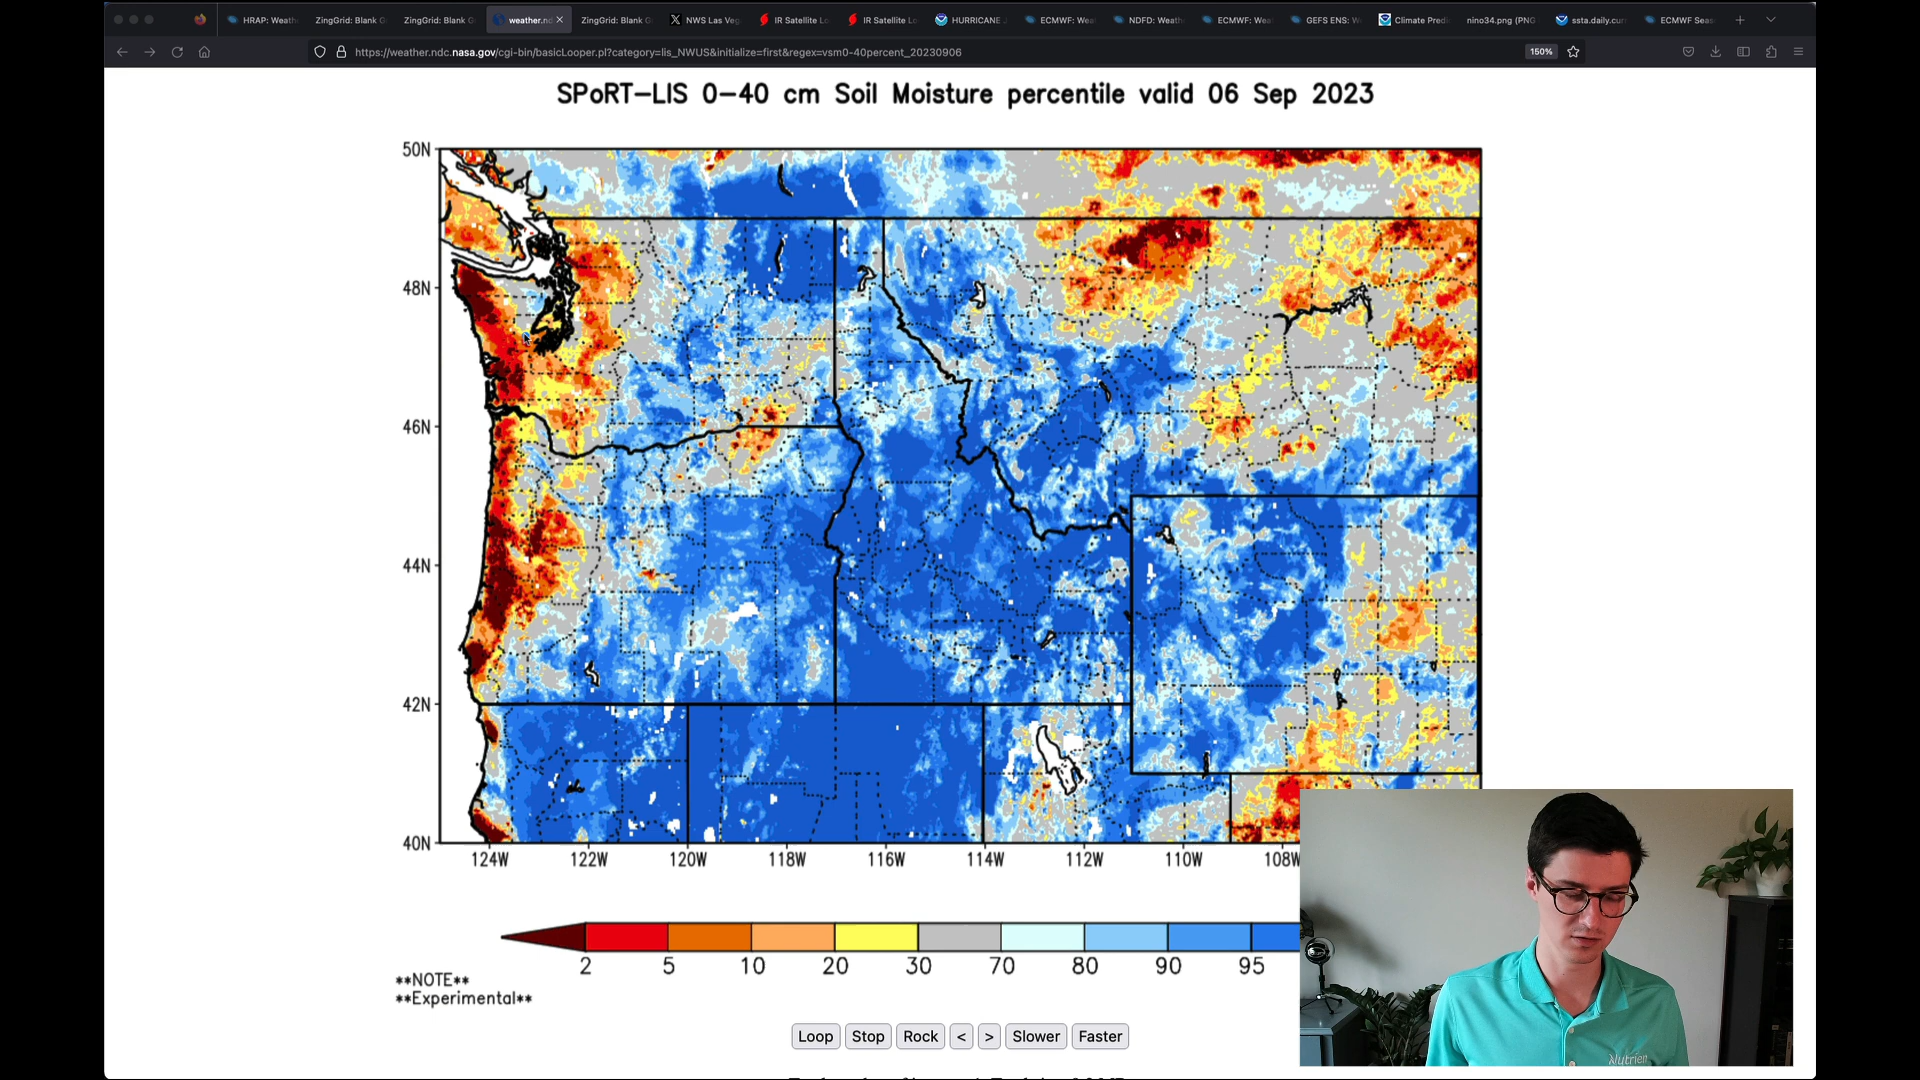 HRAP: Weath
ZingGrid: Blank G
ZingGrid: Blank G
weather.nd
ZingGrid: Blank G
NWS Las Veg
IR Satellite Lo
IR Satellite Lo
HURRICANE
ECMWF: Wea
NDFD: Weath
ECMWF: Wea
GEFS ENS: W
Climate Predi
nino34.png (PNG
ssta.daily.cur
ECMWF Seas
https://weather.ndc.nasa.gov/cgi-bin/basicLooper.pl?category=lis_NWUS&initialize=first&regex=vsm0-40percent_20230906
150%
SPoRT-LIS 0-40 cm Soil Moisture percentile valid 06 Sep 2023
50N
48N
46N
44N
42N
40N
124W 122W 120W 118W 116W 114W 112W 110W 108W
2 5 10 20 30 70 80 90 95
**NOTE**
**Experimental**
Loop Stop Rock < > Slower Faster
Nutrien